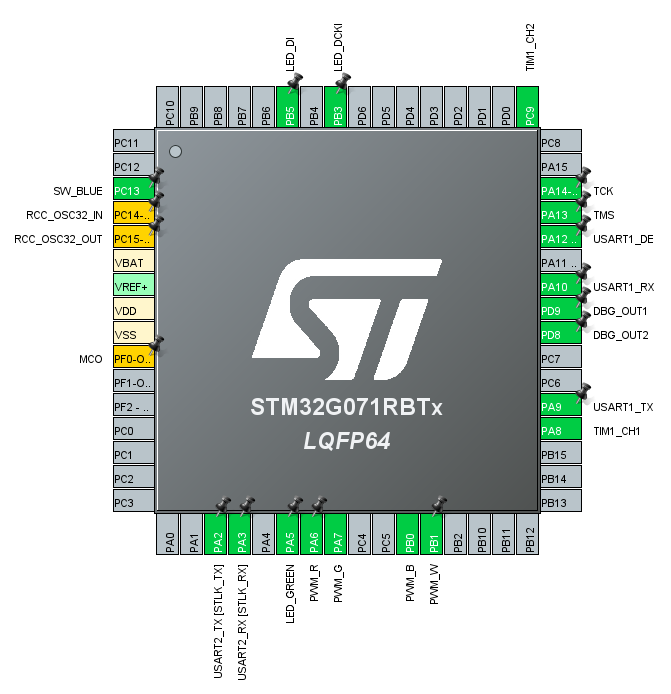 LED_DI
LED_DCKI
TIM1_CH2
PC10
PB9
PB8
PB7
PB6
PB5
PB4
PB3
PD6
PD5
PD4
PD3
PD2
PD1
PD0
PC9
PC11
PC12
SW_BLUE PC13
RCC_OSC32_IN PC14-..
RCC_OSC32_OUT PC15-..
VBAT
VREF+
VDD
VSS
MCO PF0-O..
PF1-O..
PF2 - ..
PC0
PC1
PC2
PC3
ST
STM32G071RBTx
LQFP64
PC8
PA15
PA14-.. TCK
PA13 TMS
PA12 .. USART1_DE
PA11 ..
PA10 USART1_RX
PD9 DBG_OUT1
PD8 DBG_OUT2
PC7
PC6
PA9 USART1_TX
PA8 TIM1_CH1
PB15
PB14
PB13
PA0
PA1
PA2
PA3
PA4
PA5
PA6
PA7
PC4
PC5
PB0
PB1
PB2
PB10
PB11
PB12
USART2_TX [STLK_TX]
USART2_RX [STLK_RX]
LED_GREEN
PWM_R
PWM_G
PWM_B
PWM_W